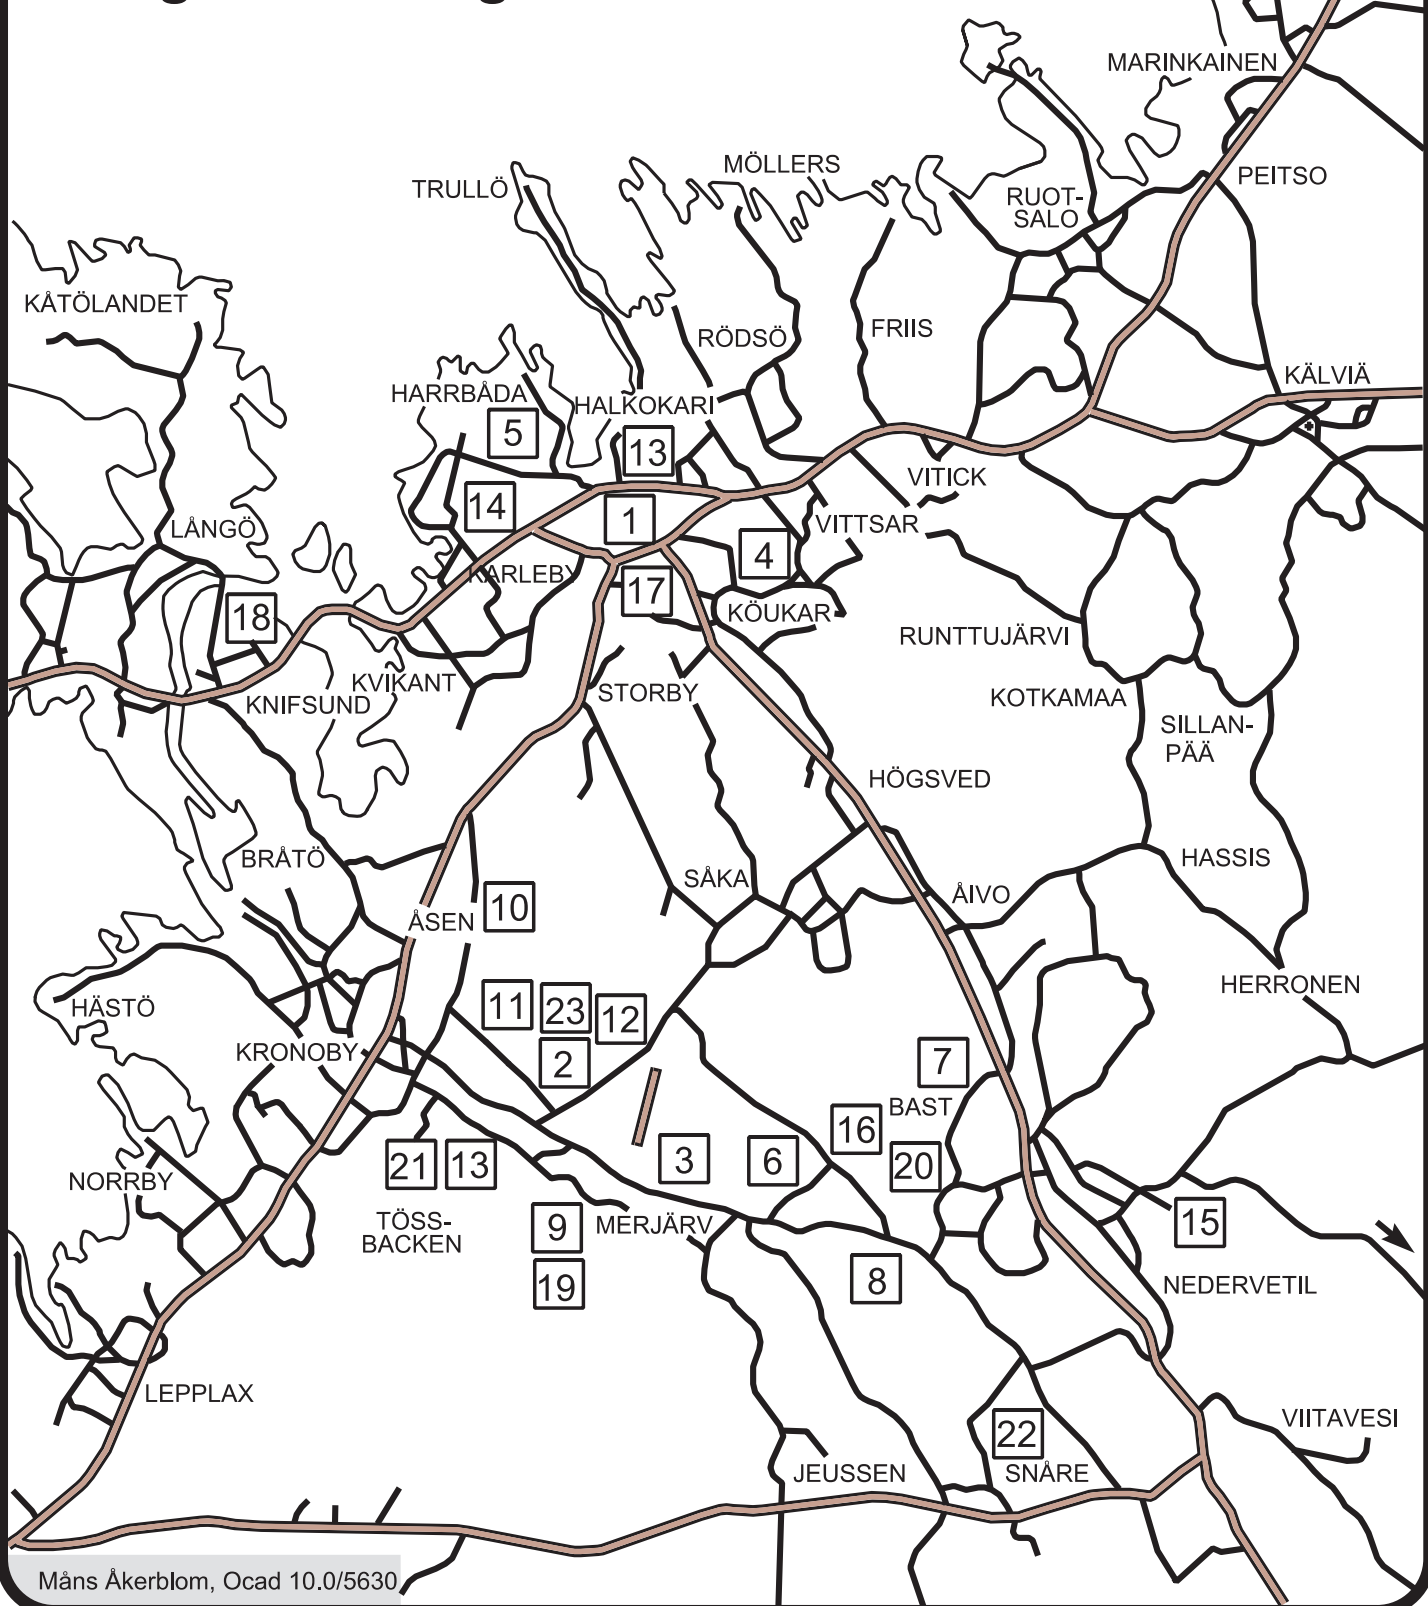 MARINKAINEN
MÖLLERS
PEITSO
TRULLÖ
RUOT-
SALO
KÅTÖLANDET
FRIIS
RÖDSÖ
KÄLVIÄ
HARRBÅDA
HALKOKARI
5
13
VITICK
14
1
VITTSAR
LÅNGÖ
4
KARLEBY
17
KÖUKAR
18
RUNTTUJÄRVI
KVIKANT
STORBY
KNIFSUND
KOTKAMAA
SILLAN-
PÄÄ
HÖGSVED
BRÅTÖ
HASSIS
SÅKA
ÅIVO
10
ÅSEN
HERRONEN
HÄSTÖ
11
23
12
KRONOBY
2
7
BAST
16
21
13
3
6
20
NORRBY
TÖSS-
BACKEN
9
MERJÄRV
15
19
8
NEDERVETIL
LEPPLAX
VIITAVESI
22
JEUSSEN
SNÅRE
Måns Åkerblom, Ocad 10.0/5630